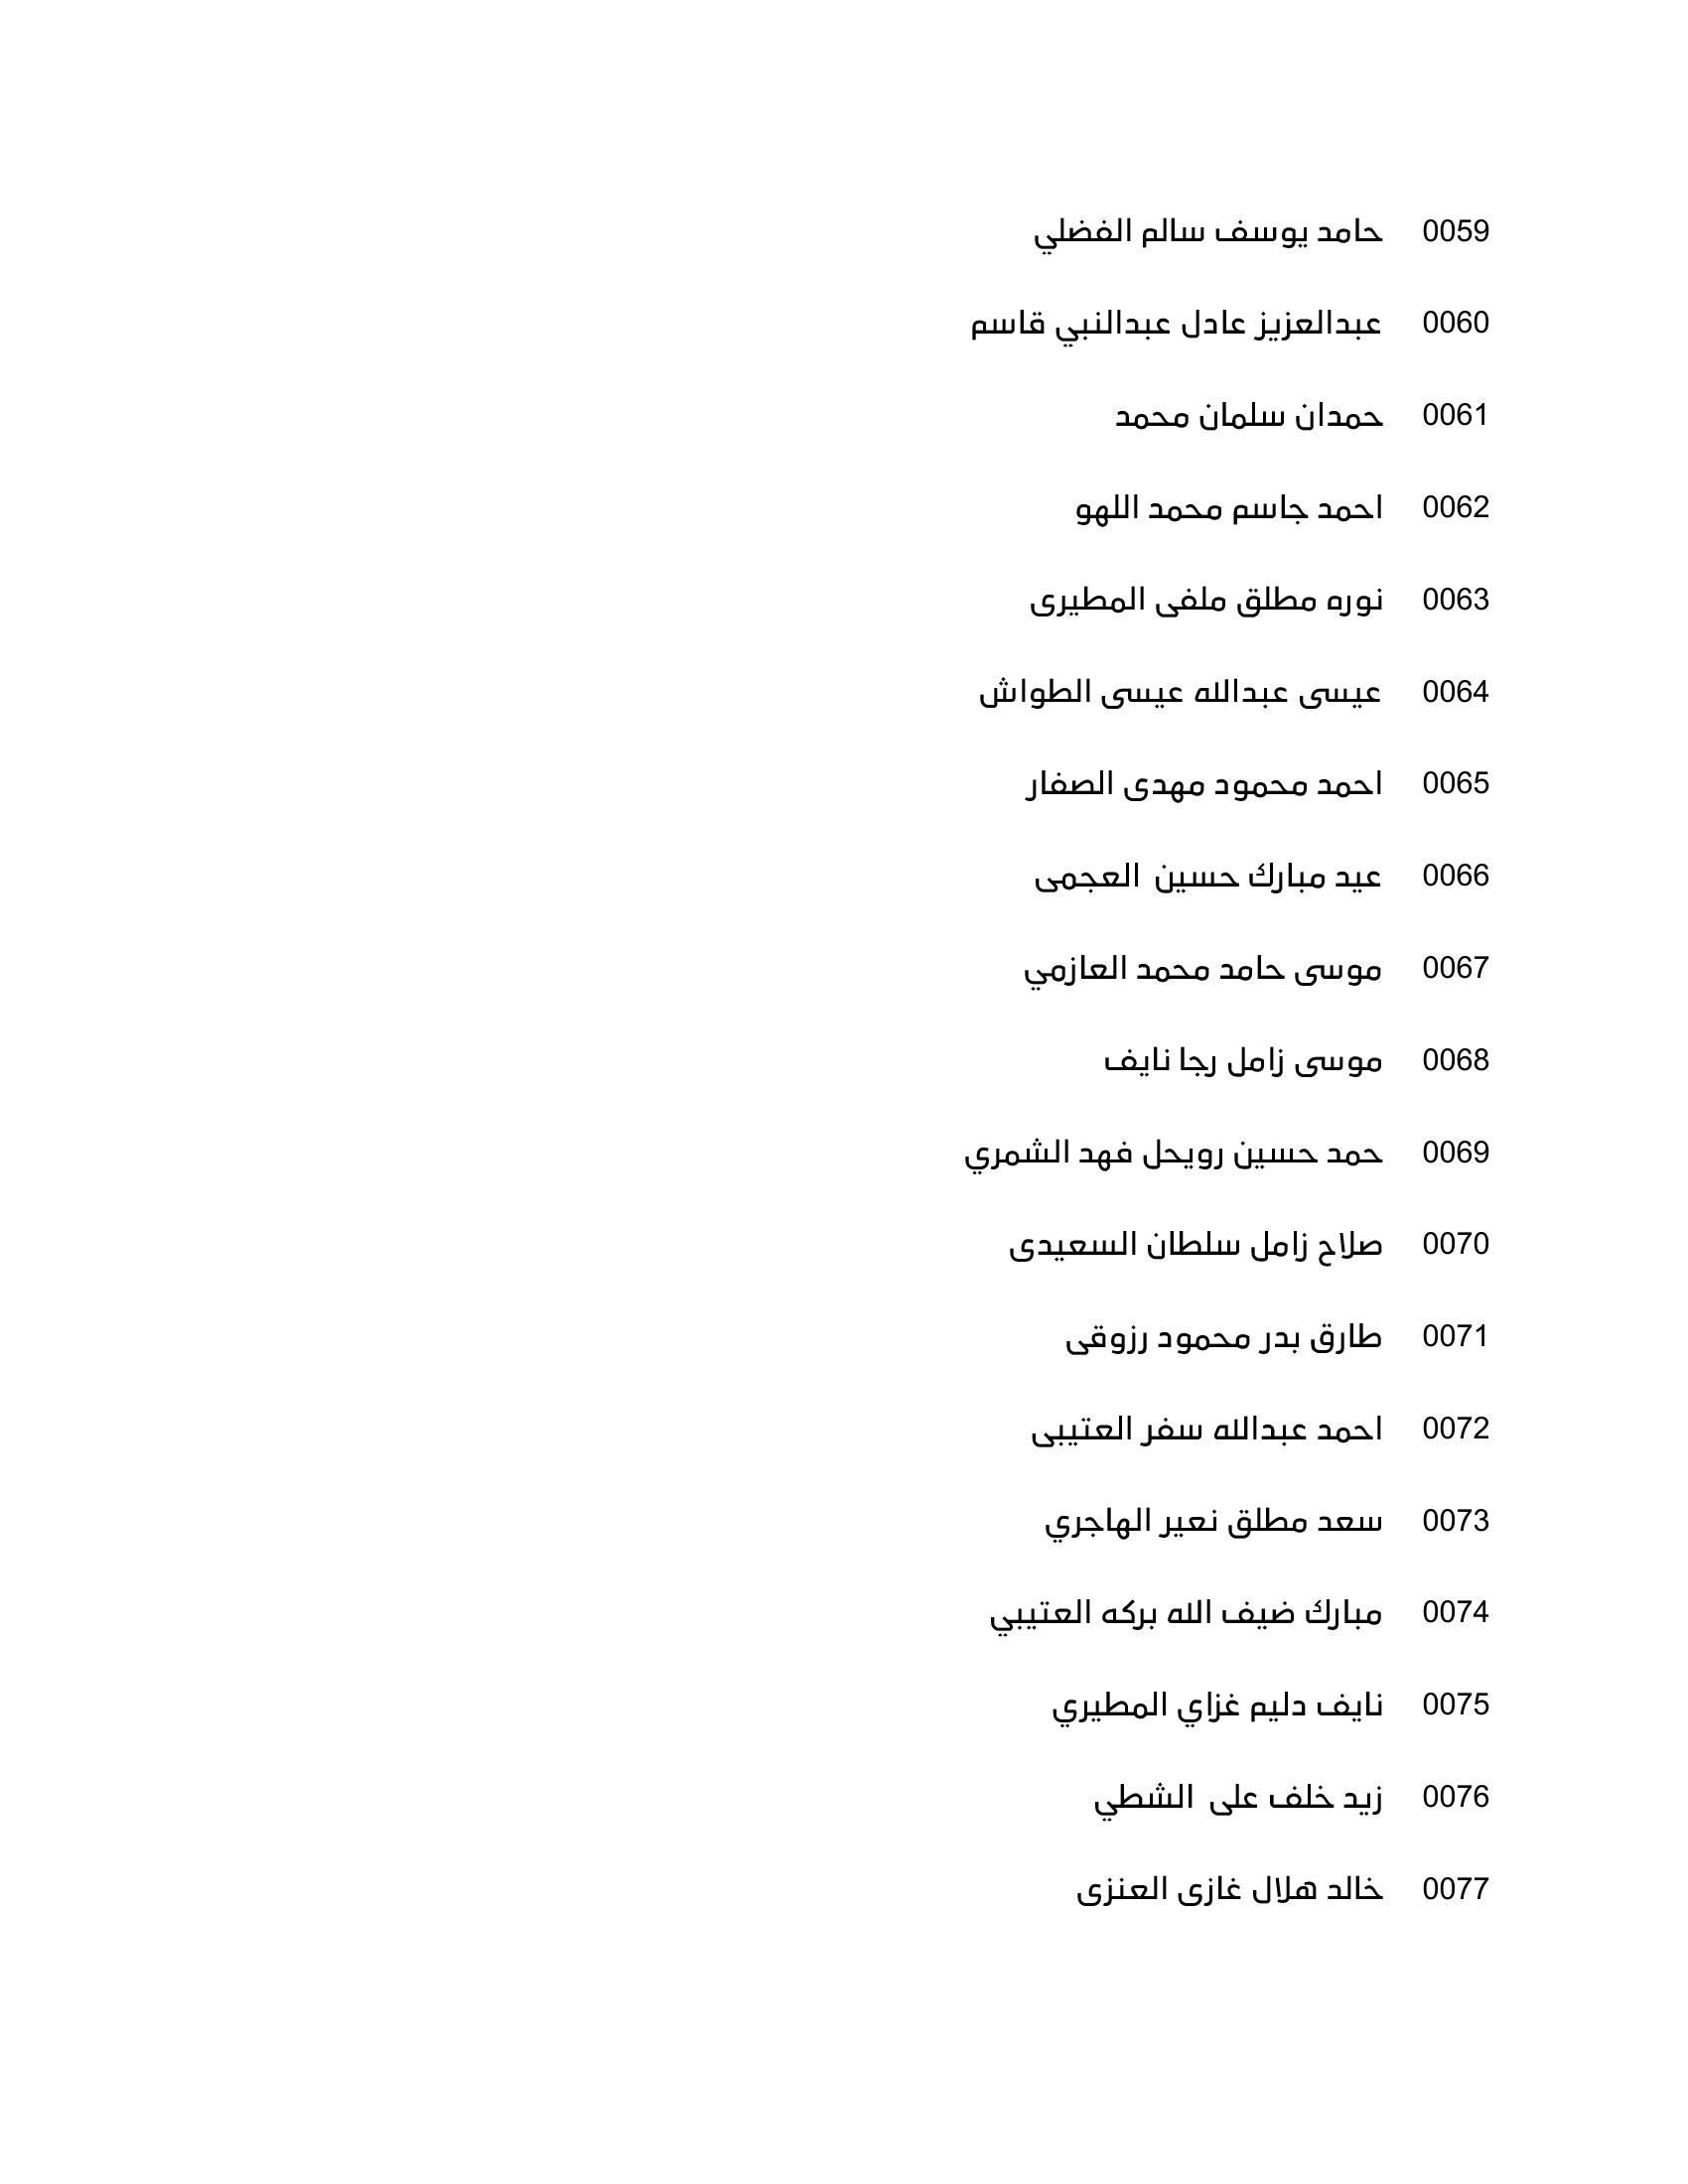 0059 حامد يوسف سالم الفضلي
0060 عبدالعزيز عادل عبدالنبي قاسم
0061 حمدان سلمان محمد
0062 احمد جاسم محمد اللهو
0063 نوره مطلق ملفى المطيرى
0064 عيسى عبدالله عيسى الطواش
0065 احمد محمود مهدى الصفار
0066 عيد مبارك حسين العجمى
0067 موسى حامد محمد العازمي
0068 موسى زامل رجا نايف
0069 حمد حسين رويحل فهد الشمري
0070 صلاح زامل سلطان السعيدى
0071 طارق بدر محمود رزوقى
0072 احمد عبدالله سفر العتيبى
0073 سعد مطلق نعير الهاجري
0074 مبارك ضيف الله بركه العتيبي
0075 نايف دليم غزاي المطيري
0076 زيد خلف على الشطي
0077 خالد هلال غازى العنزى